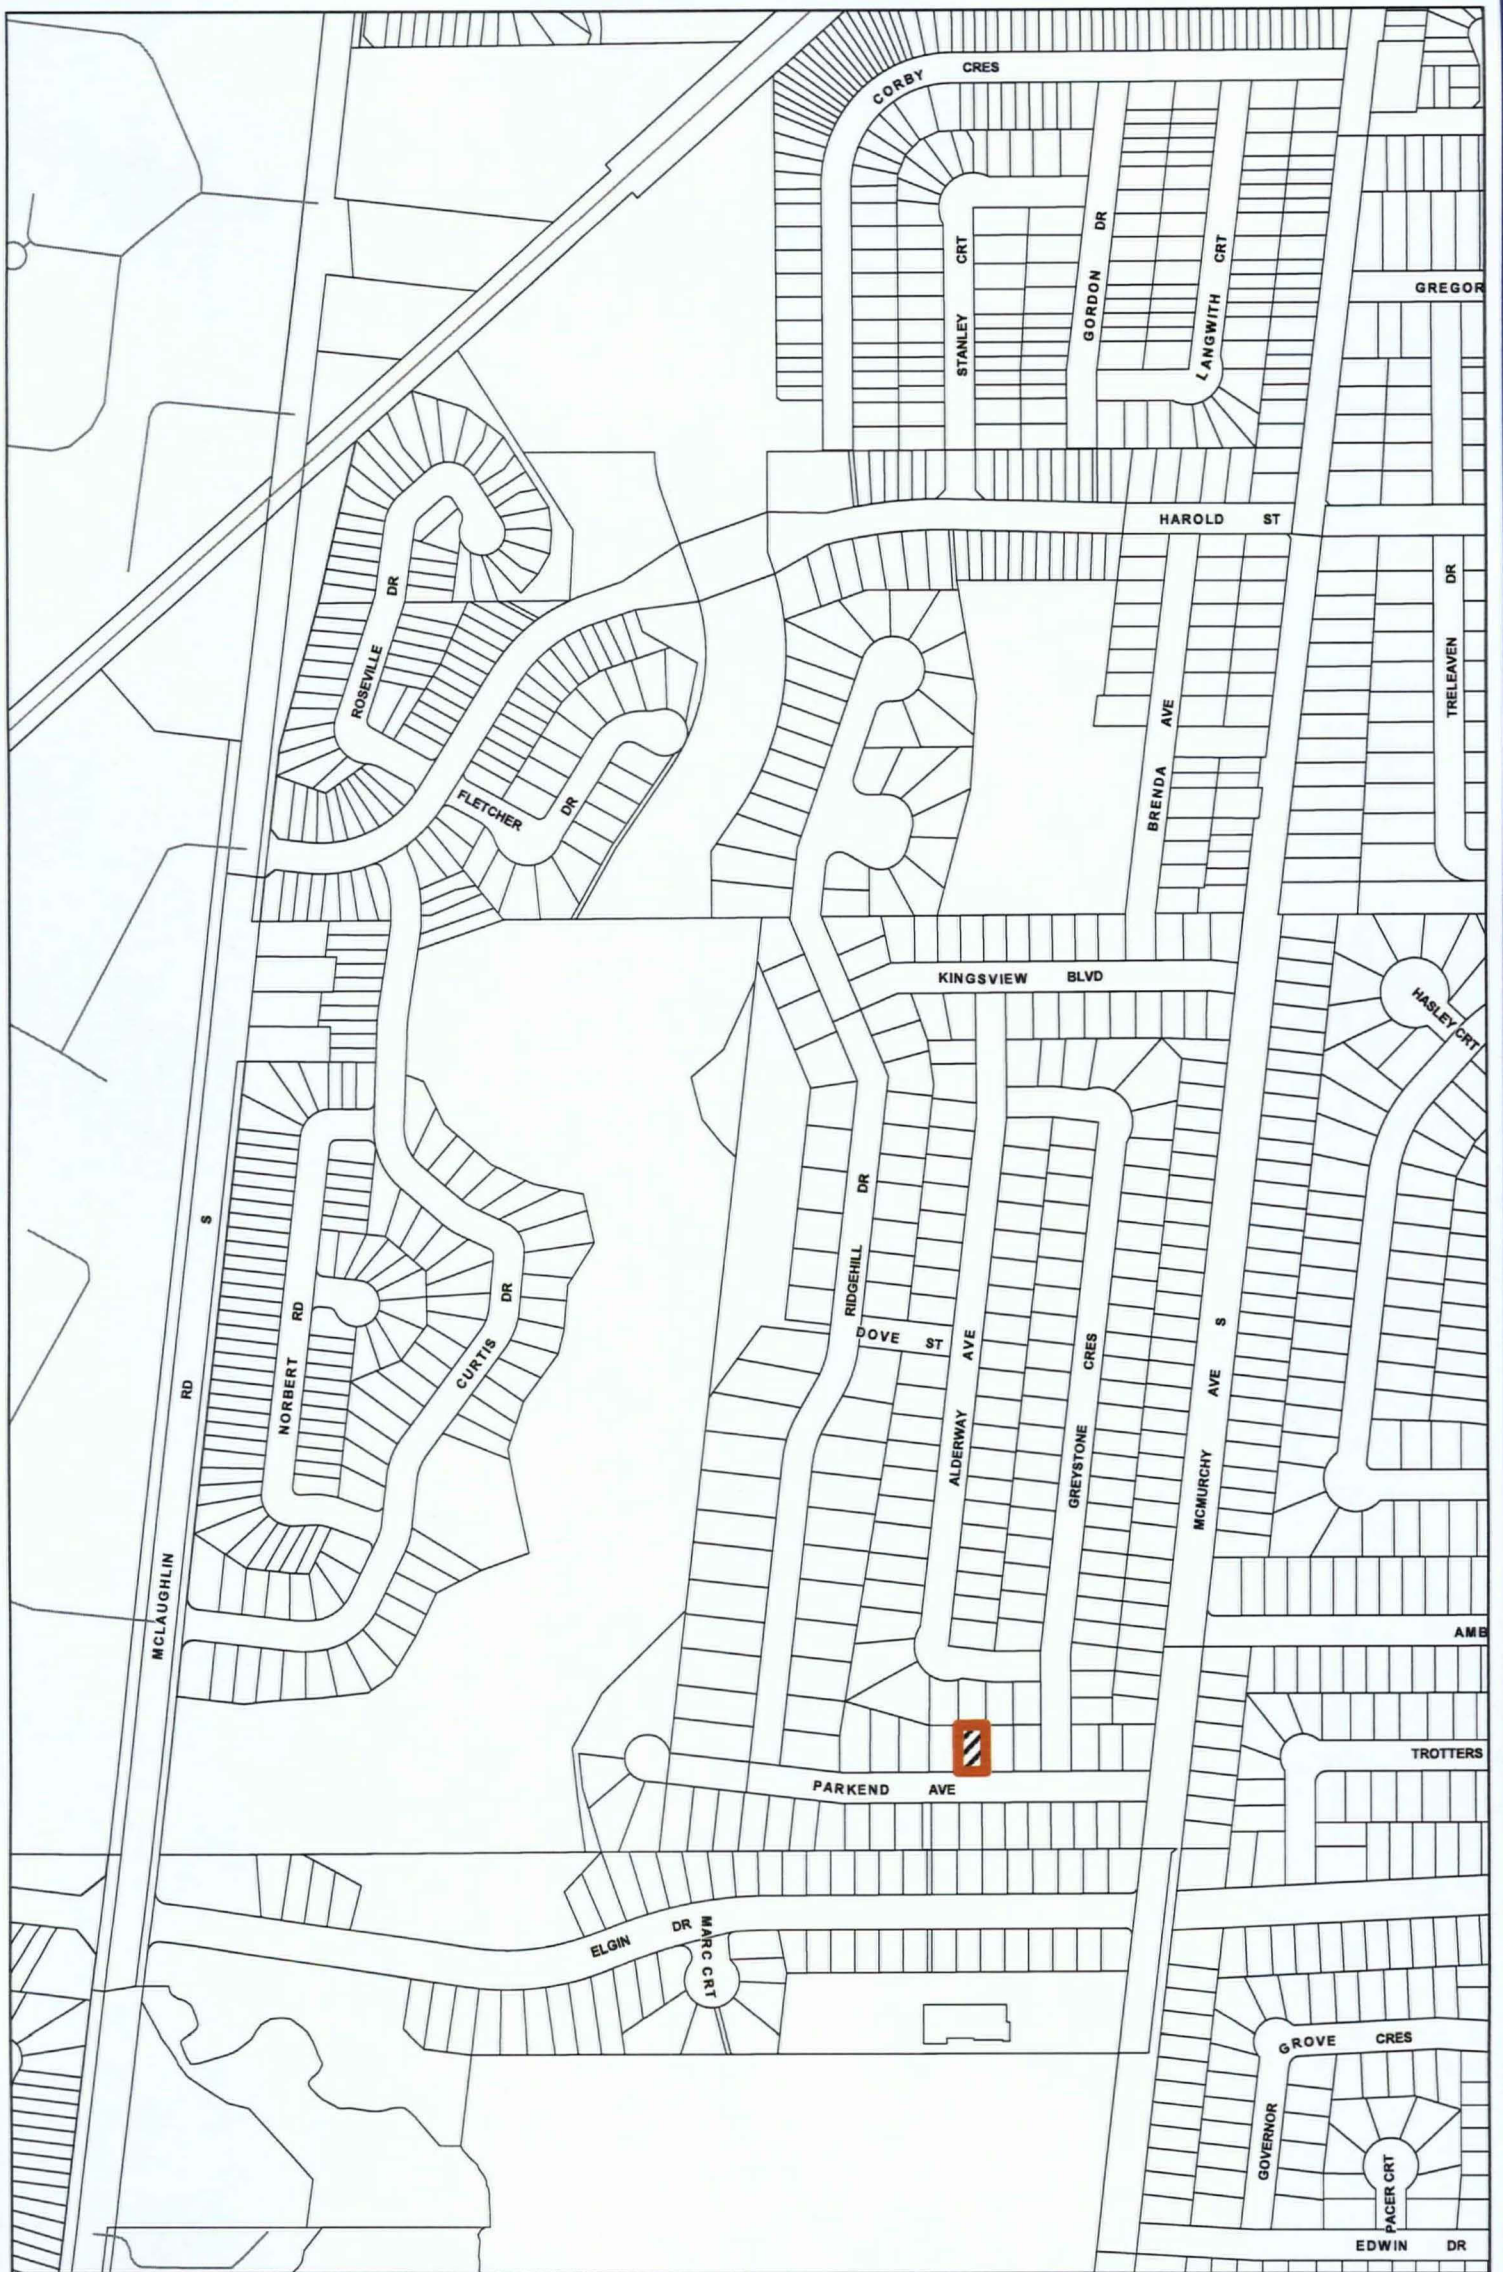 CORBY CRES
STANLEY CRT
GORDON DR
LANGWITH CRT
GREGOR
HAROLD ST
ROSEVILLE DR
TRELEAVEN DR
BRENDA AVE
FLETCHER DR
KINGSVIEW BLVD
HASLEY CRT
RIDGEHILL DR
MCLAUGHLIN RD S
NORBERT RD
CURTIS DR
DOVE ST
ALDERWAY AVE
GREYSTONE CRES
MCMURCHY AVE S
AMB
TROTTERS
PARKEND AVE
ELGIN DR
MARC CRT
GROVE CRES
GOVERNOR
PACER CRT
EDWIN DR